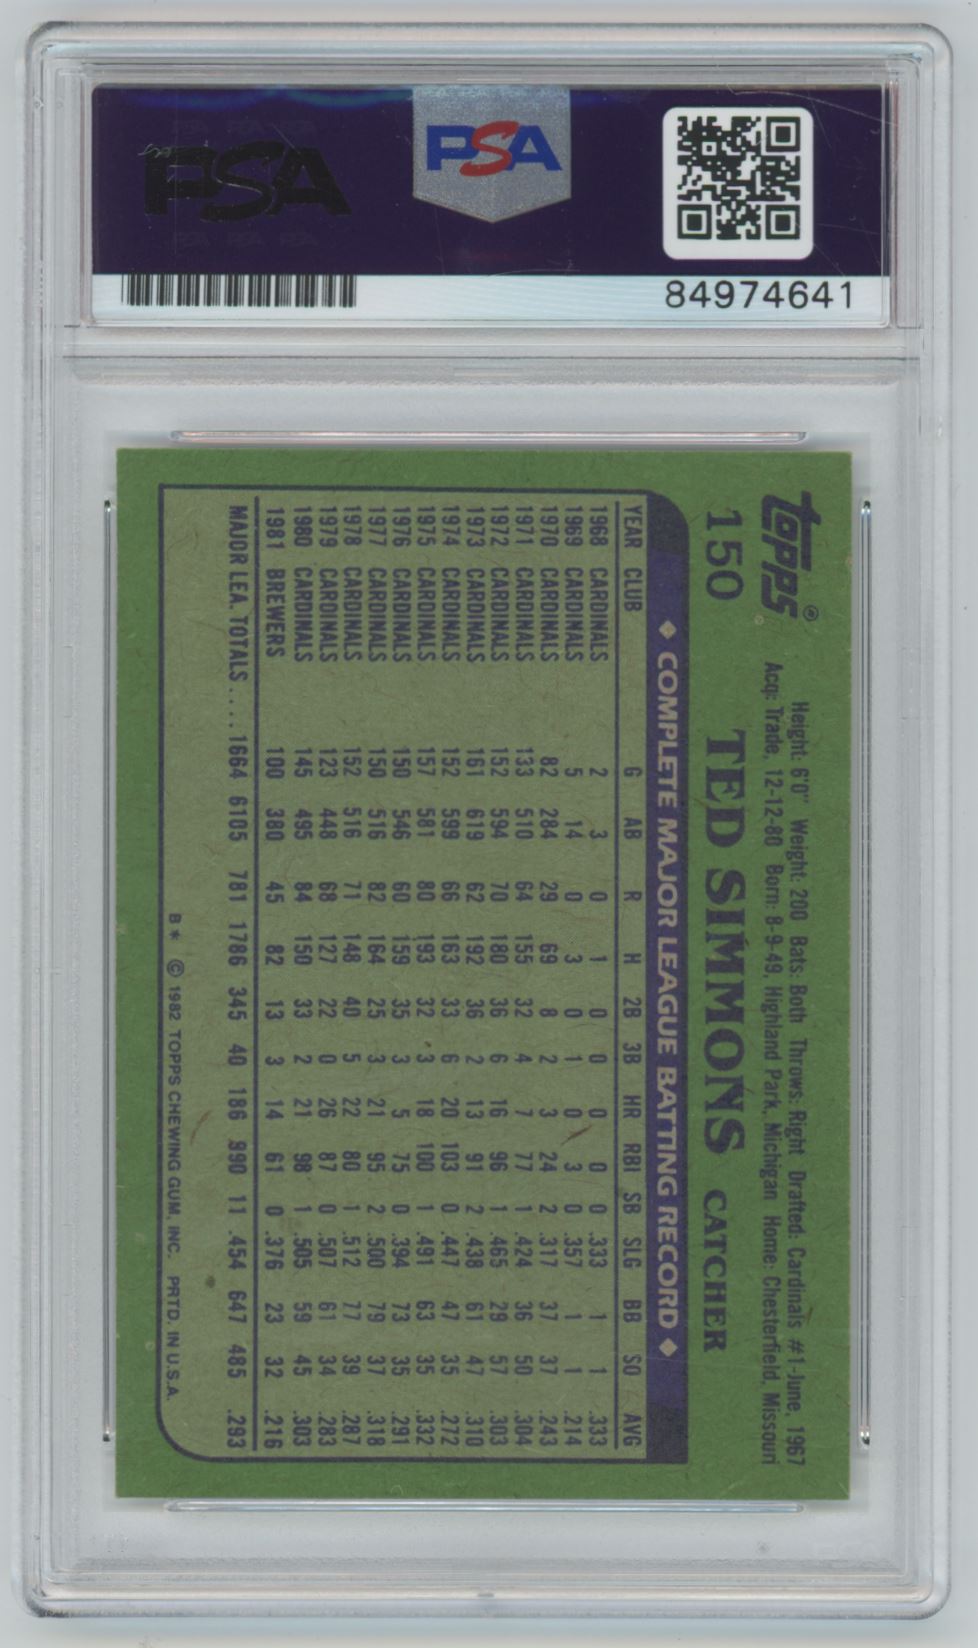 PSA
PSA
84974641
Topps®
150 TED SIMMONS CATCHER
Height: 6'0" Weight: 200 Bats: Both Throws: Right Drafted: Cardinals #1-June, 1967
Acq: Trade, 12-12-80 Born: 8-9-49, Highland Park, Michigan Home: Chesterfield, Missouri
◆ COMPLETE MAJOR LEAGUE BATTING RECORD ◆
YEAR CLUB G AB R H 2B 3B HR RBI SB SLG BB SO AVG
1968 CARDINALS 2 3 0 1 0 0 0 0 0 .333 1 1 .333
1969 CARDINALS 5 14 0 3 0 1 0 3 0 .357 1 1 .214
1970 CARDINALS 82 284 29 69 8 2 3 24 2 .317 37 37 .243
1971 CARDINALS 133 510 64 155 32 4 7 77 1 .424 36 50 .304
1972 CARDINALS 152 594 70 180 36 6 16 96 1 .465 29 57 .303
1973 CARDINALS 161 619 62 192 36 2 13 91 2 .438 61 47 .310
1974 CARDINALS 152 599 66 163 33 6 20 103 0 .447 47 35 .272
1975 CARDINALS 157 581 80 193 32 3 18 100 1 .491 63 35 .332
1976 CARDINALS 150 546 60 159 35 3 5 75 0 .394 73 35 .291
1977 CARDINALS 150 516 82 164 25 3 21 95 2 .500 79 37 .318
1978 CARDINALS 152 516 71 148 40 5 22 80 1 .512 77 39 .287
1979 CARDINALS 123 448 68 127 22 0 26 87 0 .507 61 34 .283
1980 CARDINALS 145 495 84 150 33 2 21 98 1 .505 59 45 .303
1981 BREWERS 100 380 45 82 13 3 14 61 0 .376 23 32 .216
MAJOR LEA. TOTALS . . . . 1664 6105 781 1786 345 40 186 990 11 .454 647 485 .293
B* © 1982 TOPPS CHEWING GUM, INC. PRTD. IN U.S.A.